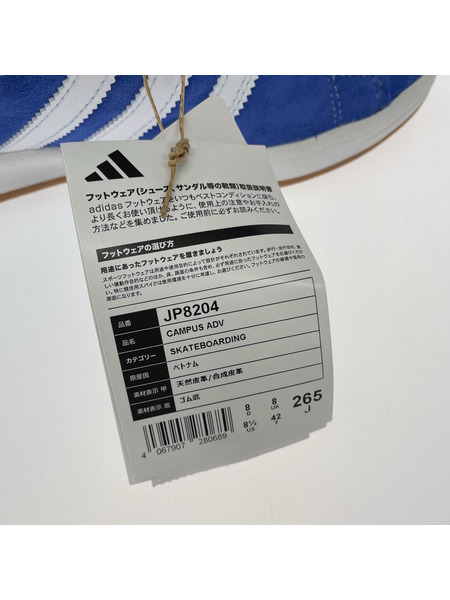 フットウェア(シューズ、サンダル等の靴類)取扱説明書
adidasフットウェアをいつもベストコンディションに保ち、
より長くお使い頂けるように、使用上の注意やお手入れの
方法などを集めました。ご使用前に必ずお読みください。
フットウェアの選び方
用途にあったフットウェアを履きましょう
品番 JP8204
品名 CAMPUS ADV
カテゴリー SKATEBOARDING
原産国 ベトナム
素材表示 甲 天然皮革/合成皮革
素材表示 底 ゴム底
8 D 8 UK 265 J
8½ US 42 F
4 067907 280689